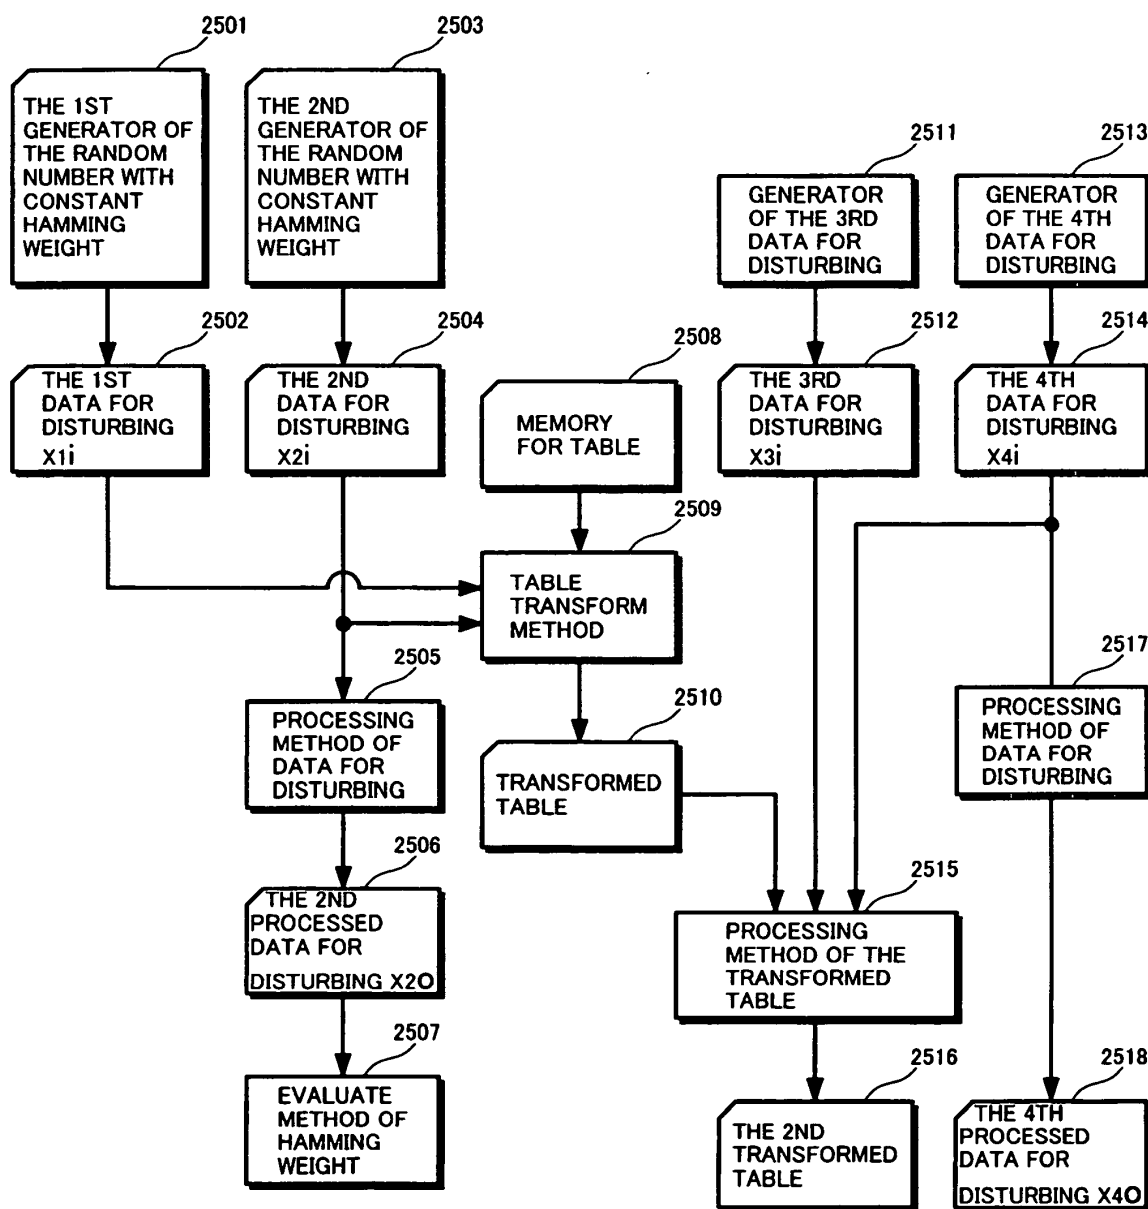 2501
THE 1ST
GENERATOR OF
THE RANDOM
NUMBER WITH
CONSTANT
HAMMING
WEIGHT
2503
THE 2ND
GENERATOR OF
THE RANDOM
NUMBER WITH
CONSTANT
HAMMING
WEIGHT
2511
GENERATOR
OF THE 3RD
DATA FOR
DISTURBING
2513
GENERATOR
OF THE 4TH
DATA FOR
DISTURBING
2502
THE 1ST
DATA FOR
DISTURBING
X1i
2504
THE 2ND
DATA FOR
DISTURBING
X2i
2508
MEMORY
FOR TABLE
2512
THE 3RD
DATA FOR
DISTURBING
X3i
2514
THE 4TH
DATA FOR
DISTURBING
X4i
2509
TABLE
TRANSFORM
METHOD
2505
PROCESSING
METHOD OF
DATA FOR
DISTURBING
2510
TRANSFORMED
TABLE
2517
PROCESSING
METHOD OF
DATA FOR
DISTURBING
2506
THE 2ND
PROCESSED
DATA FOR
DISTURBING X2O
2515
PROCESSING
METHOD OF THE
TRANSFORMED
TABLE
2507
EVALUATE
METHOD OF
HAMMING
WEIGHT
2516
THE 2ND
TRANSFORMED
TABLE
2518
THE 4TH
PROCESSED
DATA FOR
DISTURBING X4O